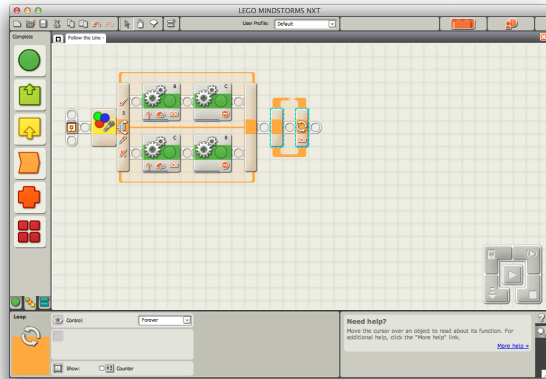 LEGO MINDSTORMS NXT
User Profile:
Default
Complete
Follow the Line -
B
C
3
C
B
Loop
Control:
Forever
Show:
Counter
Need help?
Move the cursor over an object to read about its function. For
additional help, click the "More help" link.
More help »
?